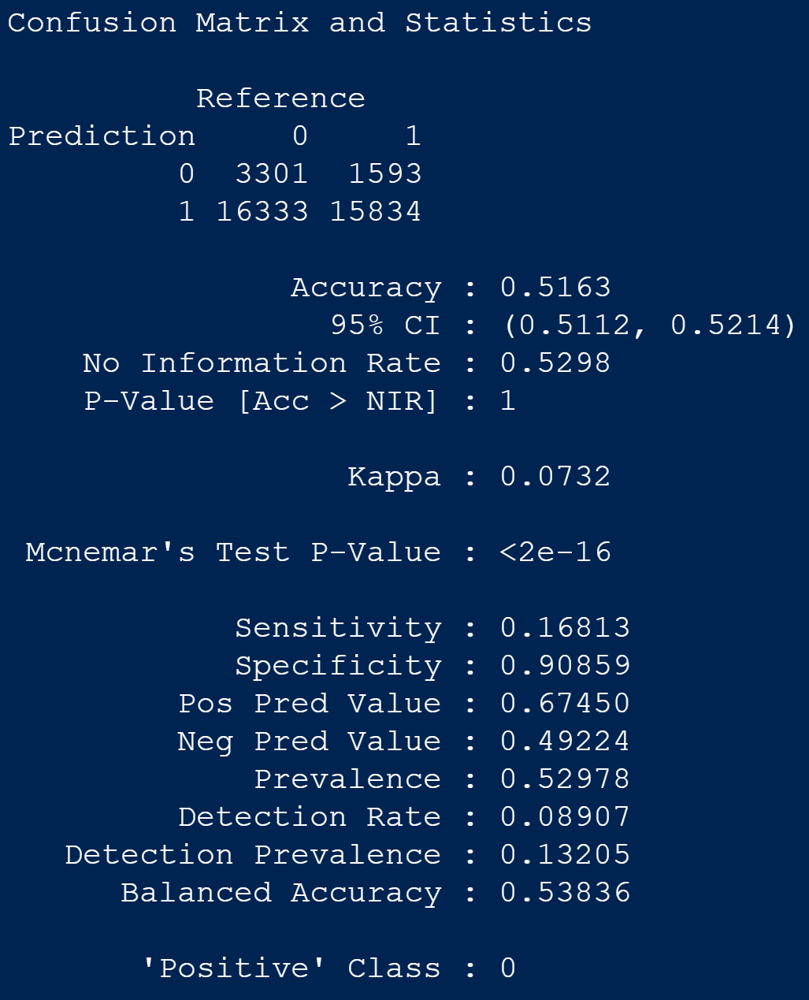 Confusion Matrix and Statistics
Reference
Prediction 0 1
0 3301 1593
1 16333 15834
Accuracy : 0.5163
95% CI : (0.5112, 0.5214)
No Information Rate : 0.5298
P-Value [Acc > NIR] : 1
Kappa : 0.0732
Mcnemar's Test P-Value : <2e-16
Sensitivity : 0.16813
Specificity : 0.90859
Pos Pred Value : 0.67450
Neg Pred Value : 0.49224
Prevalence : 0.52978
Detection Rate : 0.08907
Detection Prevalence : 0.13205
Balanced Accuracy : 0.53836
'Positive' Class : 0